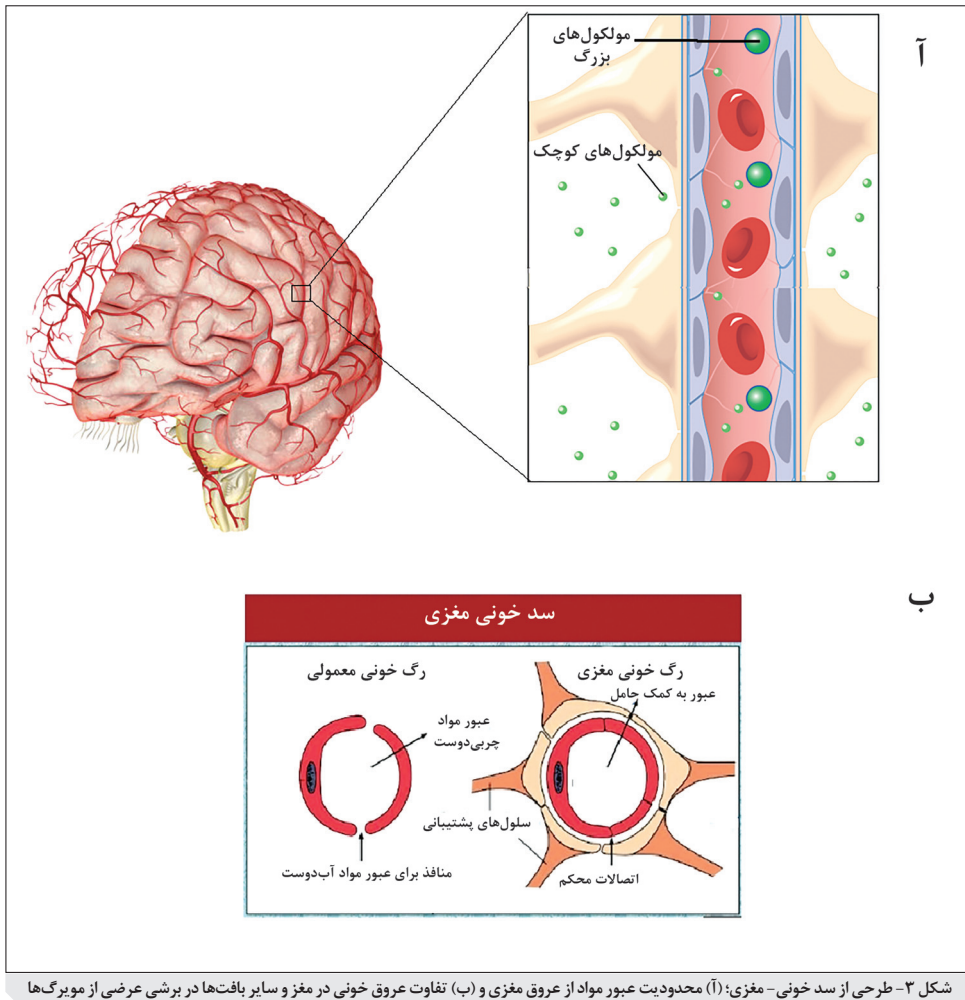 آ
مولکول‌های
بزرگ
مولکول‌های کوچک
ب
سد خونی مغزی
رگ خونی مغزی
عبور به کمک حامل
رگ خونی معمولی
عبور مواد
چربی‌دوست
سلول‌های پشتیبانی
اتصالات محکم
منافذ برای عبور مواد آب‌دوست
شکل ۳- طرحی از سد خونی- مغزی؛ (آ) محدودیت عبور مواد از عروق مغزی و (ب) تفاوت عروق خونی در مغز و سایر بافت‌ها در برشی عرضی از مویرگ‌ها